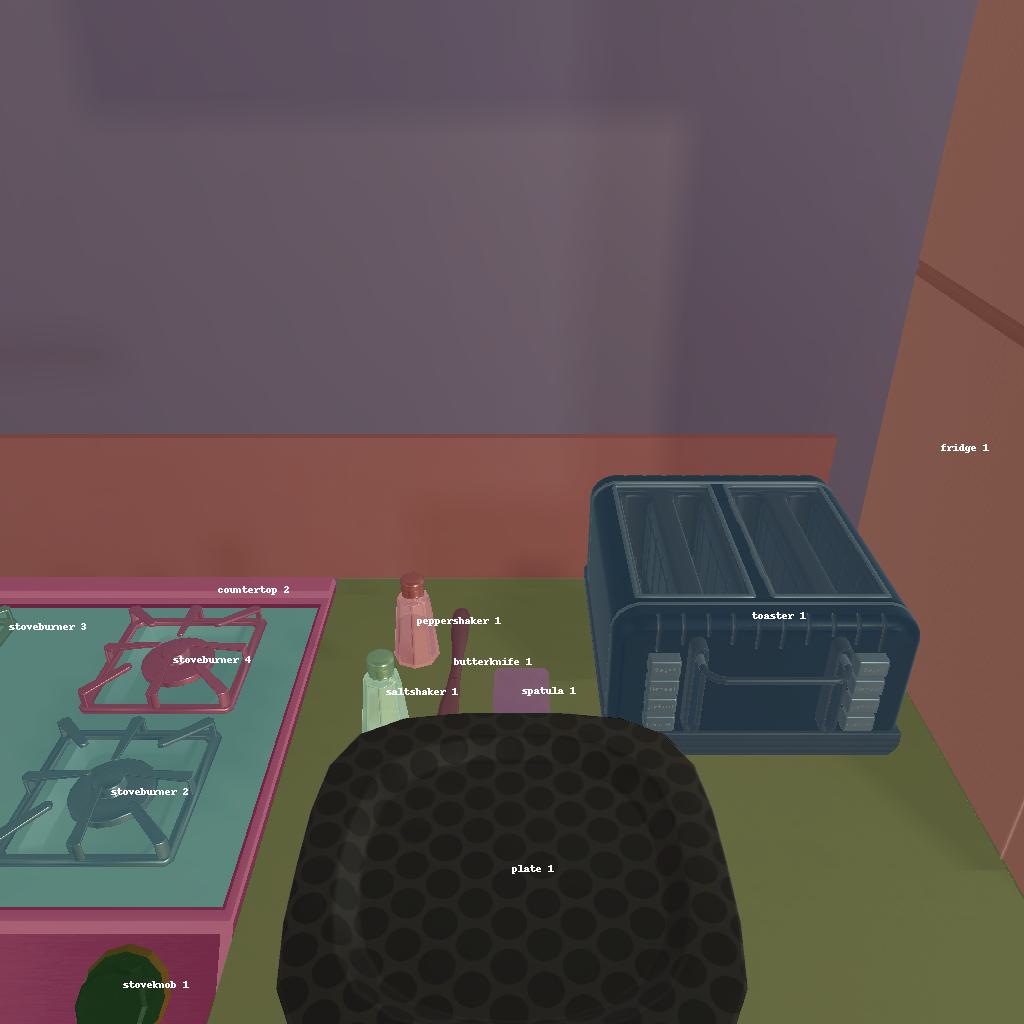 fridge 1
countertop 2
toaster 1
peppershaker 1
stoveburner 3
stoveburner 4
butterknife 1
saltshaker 1
spatula 1
stoveburner 2
plate 1
stoveknob 1